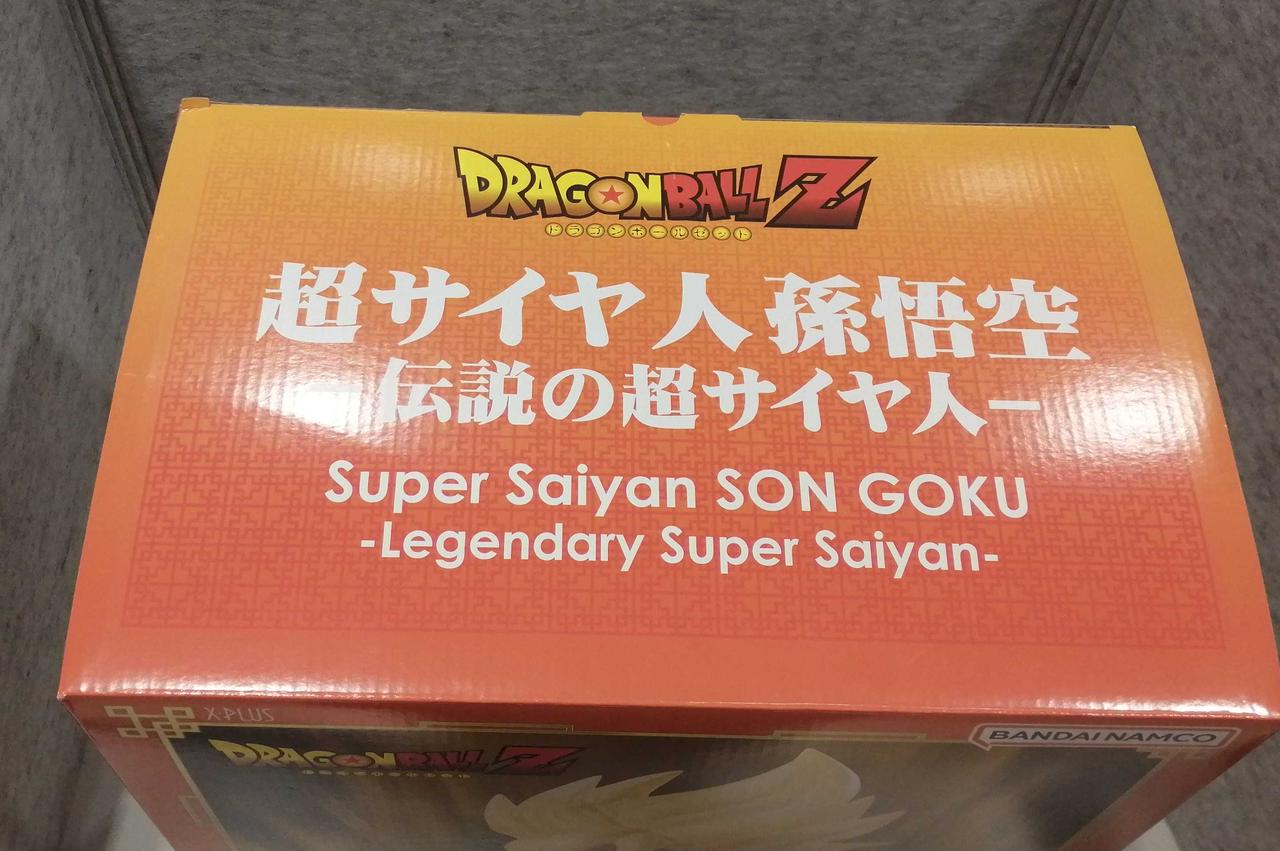 DRAGONBALL Z
ドラゴンボールゼット
超サイヤ人孫悟空
-伝説の超サイヤ人-
Super Saiyan SON GOKU
-Legendary Super Saiyan-
X-PLUS
BANDAI NAMCO
DRAGONBALL Z